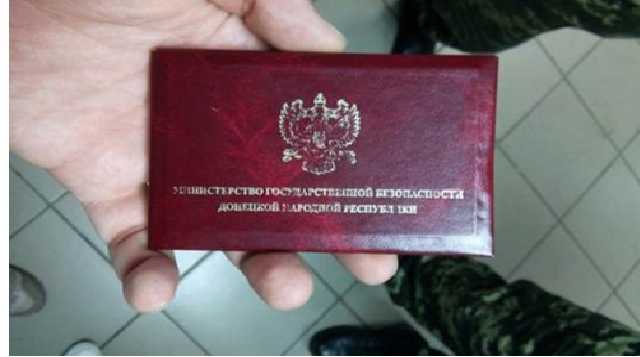 МИНИСТЕРСТВО ГОСУДАРСТВЕННОЙ БЕЗОПАСНОСТИ
ДОНЕЦКОЙ НАРОДНОЙ РЕСПУБЛИКИ